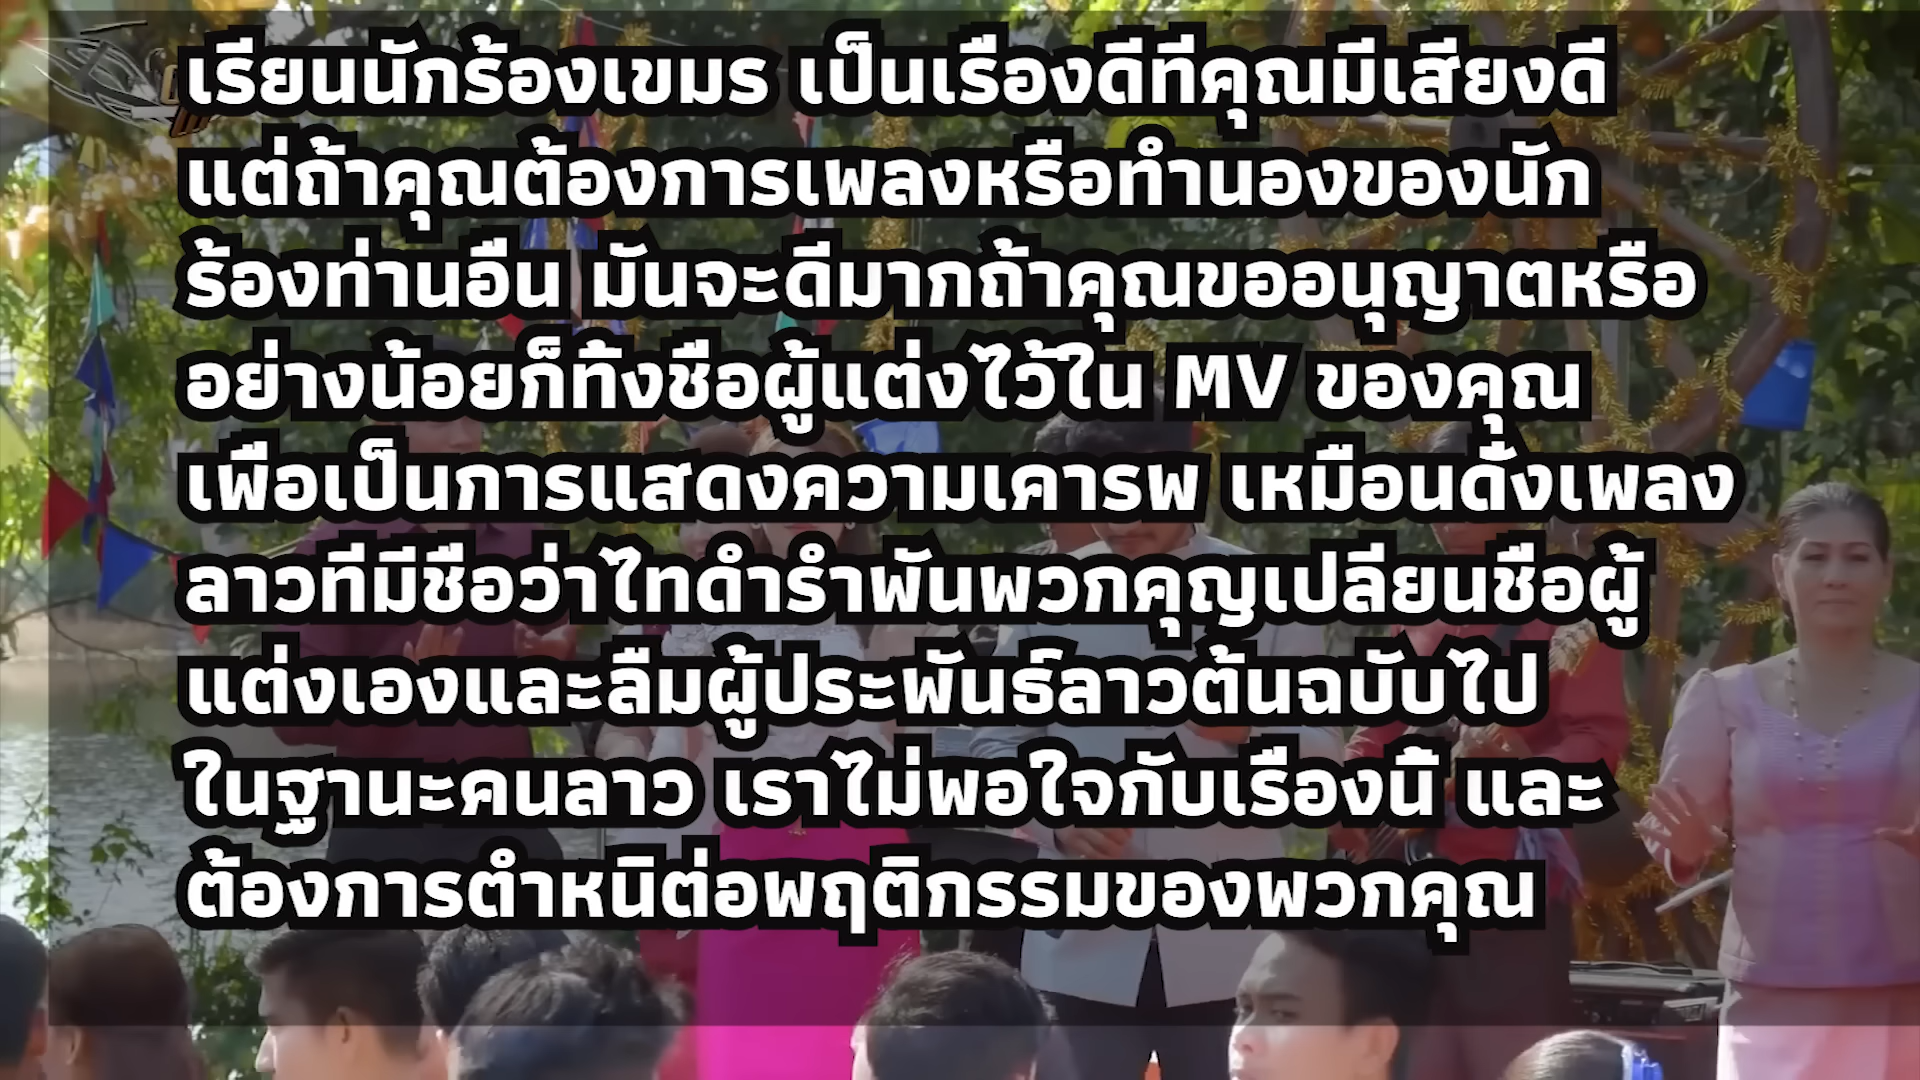 เรียนนักร้องเขมร เป็นเรื่องดีที่คุณมีเสียงดี
แต่ถ้าคุณต้องการเพลงหรือทำนองของนัก
ร้องท่านอื่น มันจะดีมากถ้าคุณขออนุญาตหรือ
อย่างน้อยก็ทิ้งชื่อผู้แต่งไว้ใน MV ของคุณ
เพื่อเป็นการแสดงความเคารพ เหมือนดั่งเพลง
ลาวที่มีชื่อว่าไทดำรำพันพวกคุญเปลี่ยนชื่อผู้
แต่งเองและลืมผู้ประพันธ์ลาวต้นฉบับไป
ในฐานะคนลาว เราไม่พอใจกับเรื่องนี้ และ
ต้องการตำหนิต่อพฤติกรรมของพวกคุณ